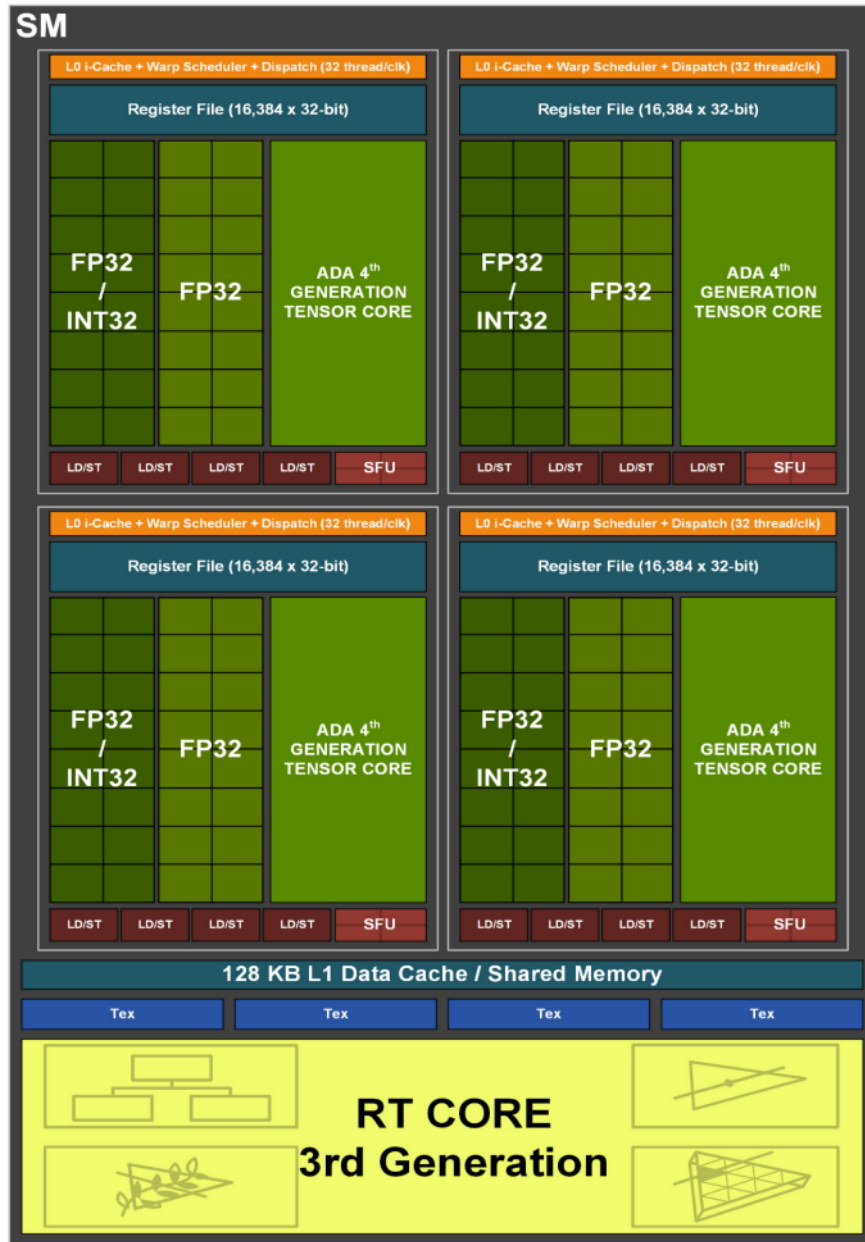 SM
L0 i-Cache + Warp Scheduler + Dispatch (32 thread/clk)
Register File (16,384 x 32-bit)
FP32
/
INT32
FP32
ADA 4th
GENERATION
TENSOR CORE
LD/ST
LD/ST
LD/ST
LD/ST
SFU
L0 i-Cache + Warp Scheduler + Dispatch (32 thread/clk)
Register File (16,384 x 32-bit)
FP32
/
INT32
FP32
ADA 4th
GENERATION
TENSOR CORE
LD/ST
LD/ST
LD/ST
LD/ST
SFU
L0 i-Cache + Warp Scheduler + Dispatch (32 thread/clk)
Register File (16,384 x 32-bit)
FP32
/
INT32
FP32
ADA 4th
GENERATION
TENSOR CORE
LD/ST
LD/ST
LD/ST
LD/ST
SFU
L0 i-Cache + Warp Scheduler + Dispatch (32 thread/clk)
Register File (16,384 x 32-bit)
FP32
/
INT32
FP32
ADA 4th
GENERATION
TENSOR CORE
LD/ST
LD/ST
LD/ST
LD/ST
SFU
128 KB L1 Data Cache / Shared Memory
Tex
Tex
Tex
Tex
RT CORE
3rd Generation